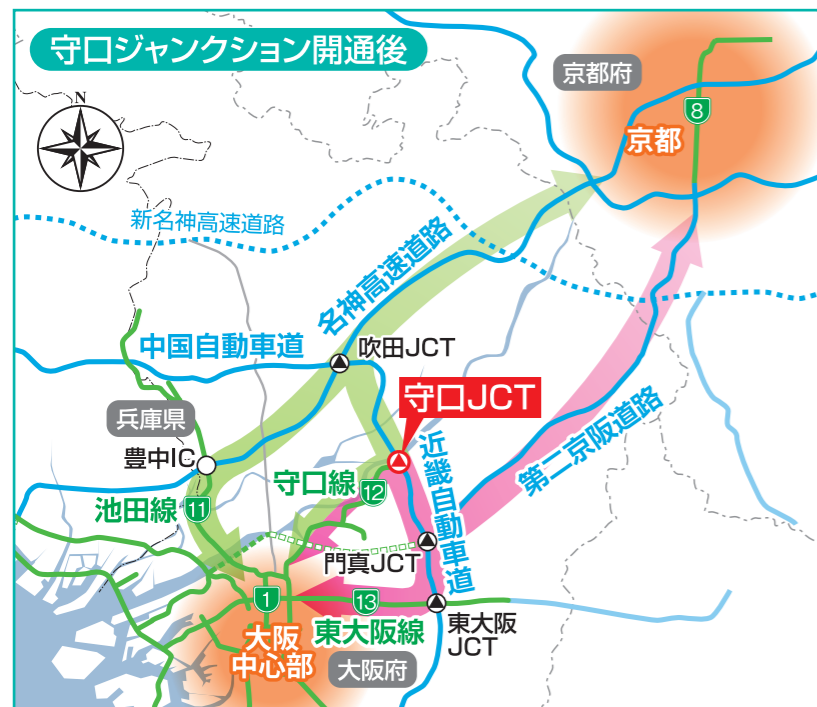 守口ジャンクション開通後
京都府
N
8
京都
新名神高速道路
名神高速道路
中国自動車道
吹田JCT
守口JCT
兵庫県
豊中IC
守口線
12
近畿自動車道
第二京阪道路
池田線
11
門真JCT
1
13
大阪
中心部
東大阪線
東大阪
JCT
大阪府